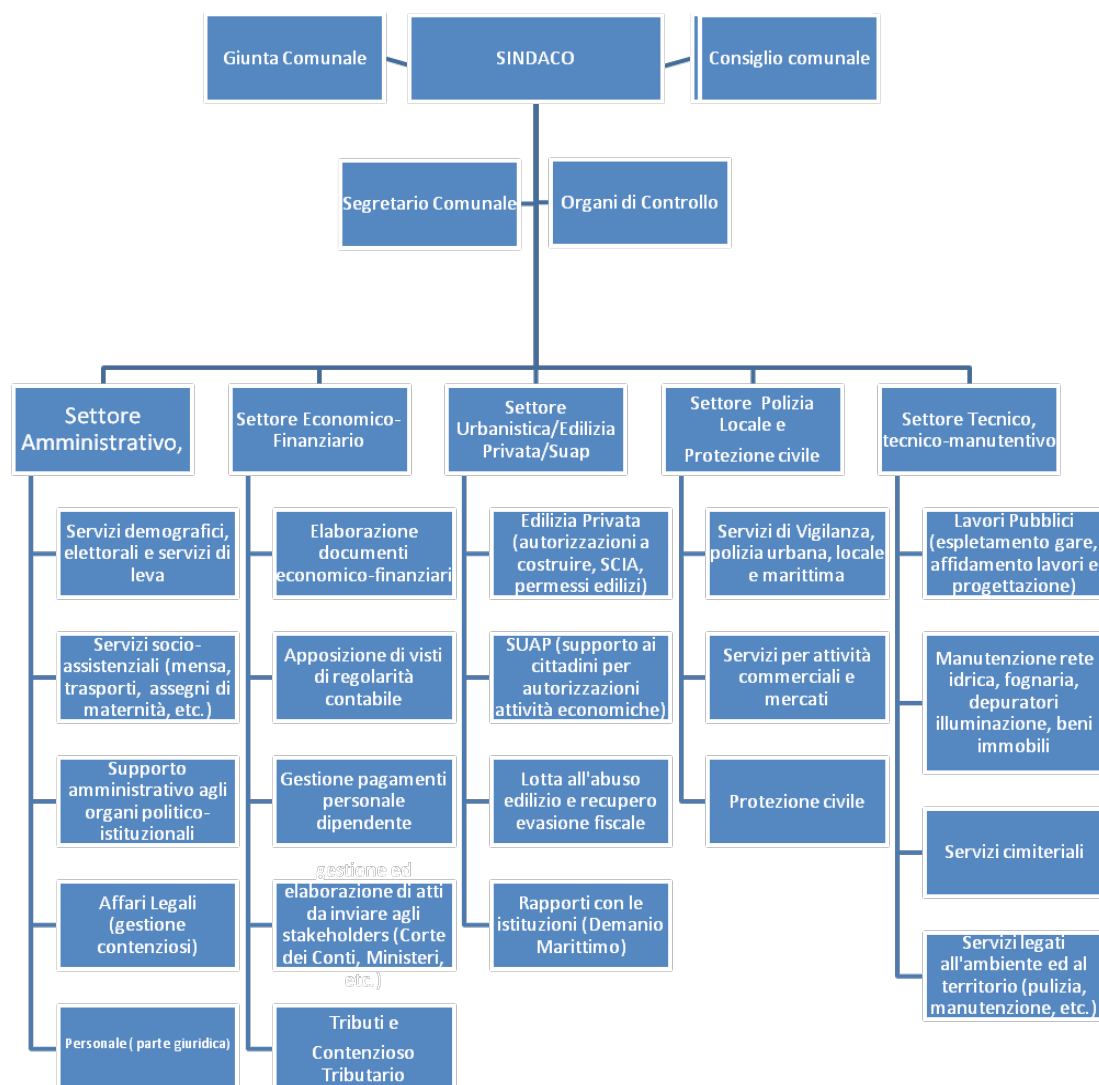 Giunta Comunale
SINDACO
Consiglio comunale
Segretario Comunale
Organi di Controllo
Settore
Amministrativo,
Servizi demografici,
elettorali e servizi di
leva
Servizi socio-
assistenziali (mensa,
trasporti, assegni di
maternità, etc.)
Supporto
amministrativo agli
organi politico-
istituzionali
Affari Legali
(gestione
contenziosi)
Personale ( parte giuridica)
Settore Economico-
Finanziario
Elaborazione
documenti
economico-finanziari
Apposizione di visti
di regolarità
contabile
Gestione pagamenti
personale
dipendente
gestione ed
elaborazione di atti
da inviare agli
stakeholders (Corte
dei Conti, Ministeri,
etc.)
Tributi e
Contenzioso
Tributario
Settore
Urbanistica/Edilizia
Privata/Suap
Edilizia Privata
(autorizzazioni a
costruire, SCIA,
permessi edilizi)
SUAP (supporto ai
cittadini per
autorizzazioni
attività economiche)
Lotta all'abuso
edilizio e recupero
evasione fiscale
Rapporti con le
istituzioni (Demanio
Marittimo)
Settore Polizia
Locale e
Protezione civile
Servizi di Vigilanza,
polizia urbana, locale
e marittima
Servizi per attività
commerciali e
mercati
Protezione civile
Settore Tecnico,
tecnico-manutentivo
Lavori Pubblici
(espletamento gare,
affidamento lavori e
progettazione)
Manutenzione rete
idrica, fognaria,
depuratori
illuminazione, beni
immobili
Servizi cimiteriali
Servizi legati
all'ambiente ed al
territorio (pulizia,
manutenzione, etc.)